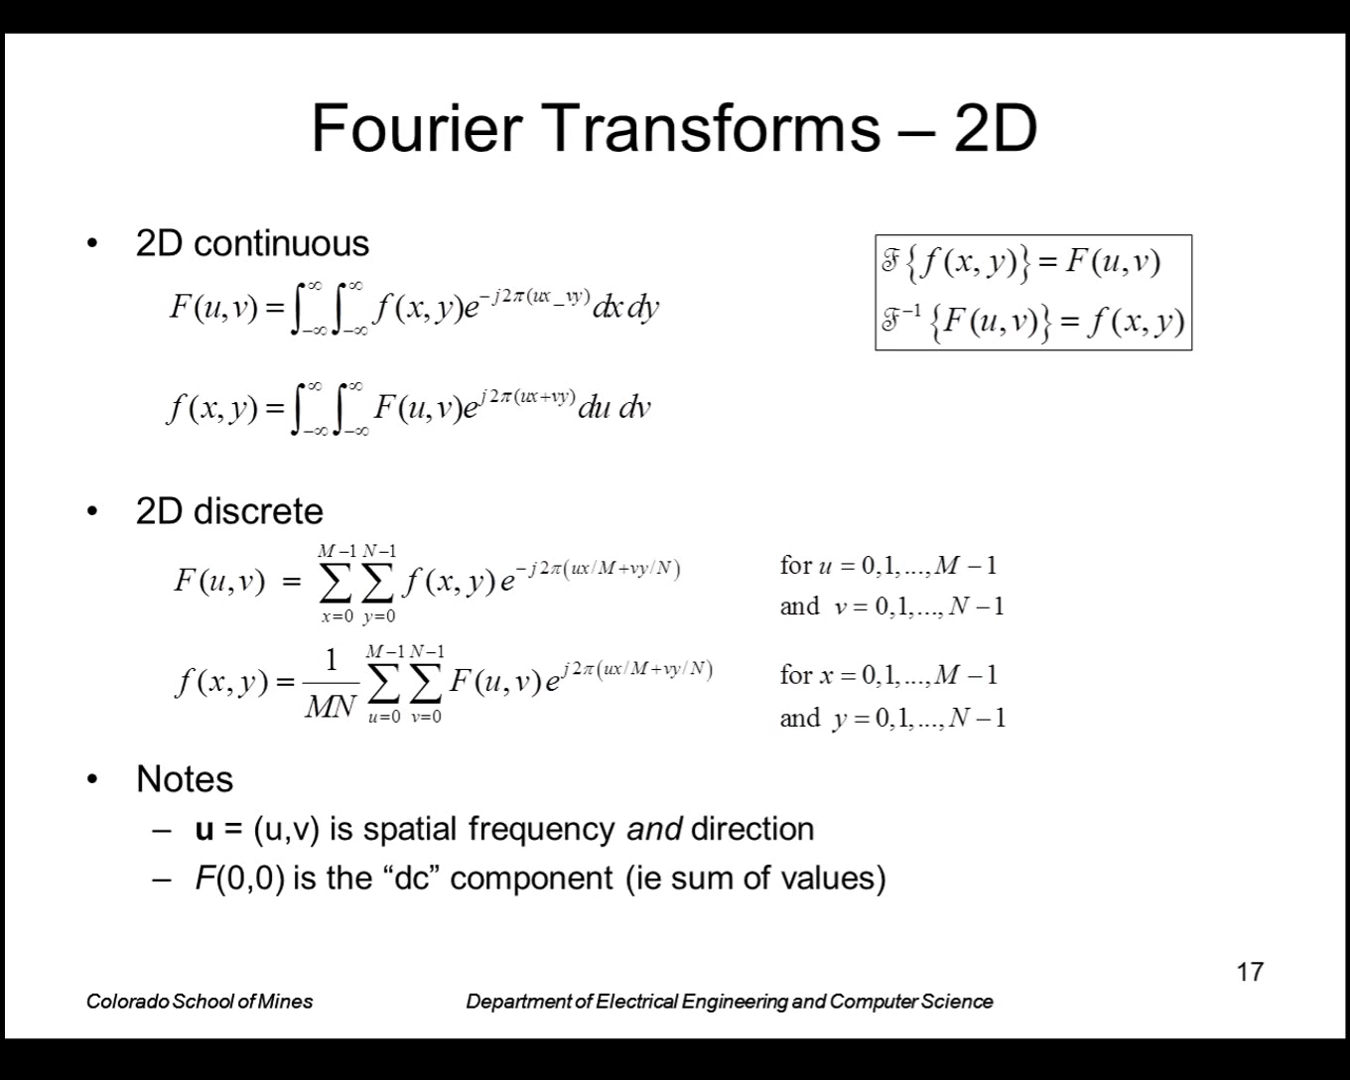 Fourier Transforms – 2D
• 2D continuous
F(u,v) = ∫_{−∞}^{∞} ∫_{−∞}^{∞} f(x,y)e^{−j2π(ux_vy)} dx dy
ℱ{f(x,y)} = F(u,v)
ℱ^{−1}{F(u,v)} = f(x,y)
f(x,y) = ∫_{−∞}^{∞} ∫_{−∞}^{∞} F(u,v)e^{j2π(ux+vy)} du dv
• 2D discrete
F(u,v) = ∑_{x=0}^{M−1} ∑_{y=0}^{N−1} f(x,y)e^{−j2π(ux/M+vy/N)}
for u = 0,1,...,M −1
and v = 0,1,..., N −1
f(x,y) = \frac{1}{MN} ∑_{u=0}^{M−1} ∑_{v=0}^{N−1} F(u,v)e^{j2π(ux/M+vy/N)}
for x = 0,1,...,M −1
and y = 0,1,...,N −1
• Notes
– u = (u,v) is spatial frequency and direction
– F(0,0) is the “dc” component (ie sum of values)
17
Colorado School of Mines
Department of Electrical Engineering and Computer Science